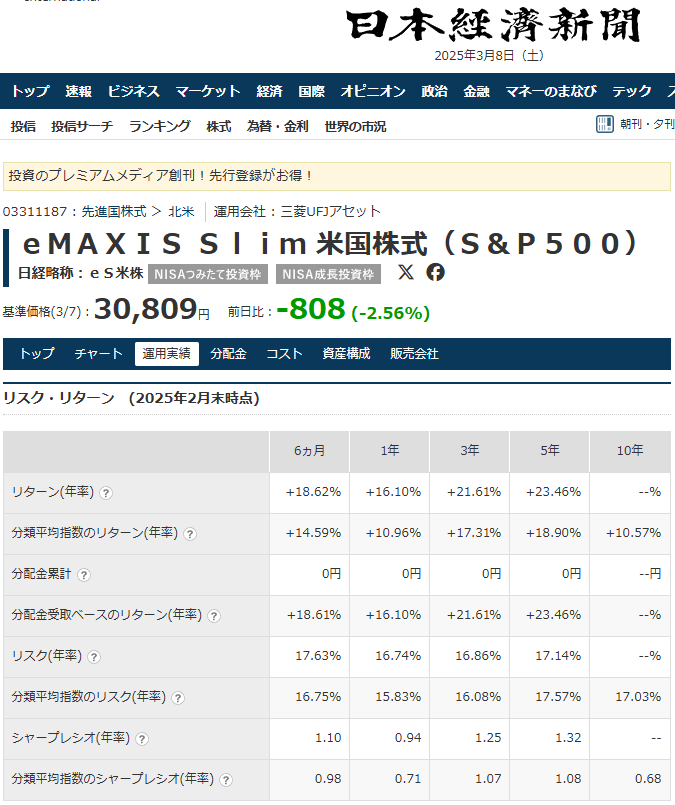 日本経済新聞
2025年3月8日（土）
トップ 速報 ビジネス マーケット 経済 国際 オピニオン 政治 金融 マネーのまなび テック
投信 投信サーチ ランキング 株式 為替・金利 世界の市況 朝刊・夕刊
投資のプレミアムメディア創刊！先行登録がお得！
03311187 : 先進国株式 ＞ 北米 運用会社 : 三菱UFJアセット
ｅＭＡＸＩＳ Ｓｌｉｍ 米国株式（Ｓ＆Ｐ５００）
日経略称：ｅＳ米株 NISAつみたて投資枠 NISA成長投資枠
基準価格(3/7) : 30,809円 前日比 : -808 (-2.56%)
トップ チャート 運用実績 分配金 コスト 資産構成 販売会社
リスク・リターン (2025年2月末時点)
6ヵ月 1年 3年 5年 10年
リターン(年率) ? +18.62% +16.10% +21.61% +23.46% --%
分類平均指数のリターン(年率) ? +14.59% +10.96% +17.31% +18.90% +10.57%
分配金累計 ? 0円 0円 0円 0円 --円
分配金受取ベースのリターン(年率) ? +18.61% +16.10% +21.61% +23.46% --%
リスク(年率) ? 17.63% 16.74% 16.86% 17.14% --%
分類平均指数のリスク(年率) ? 16.75% 15.83% 16.08% 17.57% 17.03%
シャープレシオ(年率) ? 1.10 0.94 1.25 1.32 --
分類平均指数のシャープレシオ(年率) ? 0.98 0.71 1.07 1.08 0.68